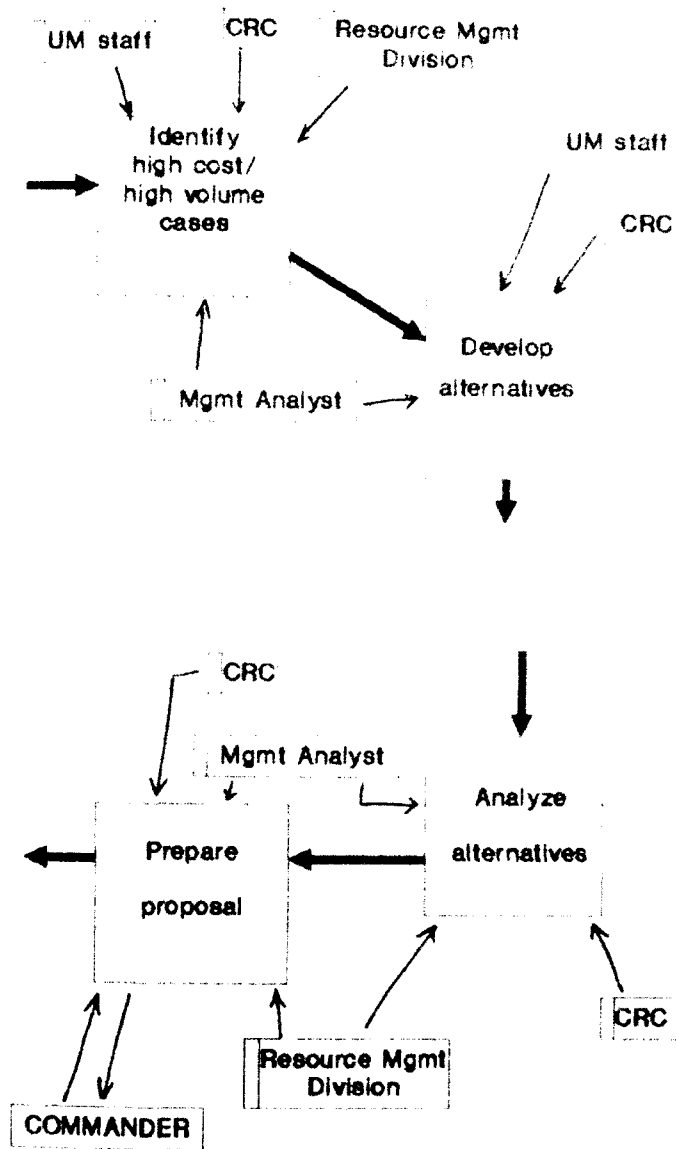 UM staff
CRC
Resource Mgmt
Division
Identify
high cost/
high volume
cases
UM staff
CRC
Develop
alternatives
Mgmt Analyst
CRC
Mgmt Analyst
Analyze
alternatives
Prepare
proposal
CRC
Resource Mgmt
Division
COMMANDER